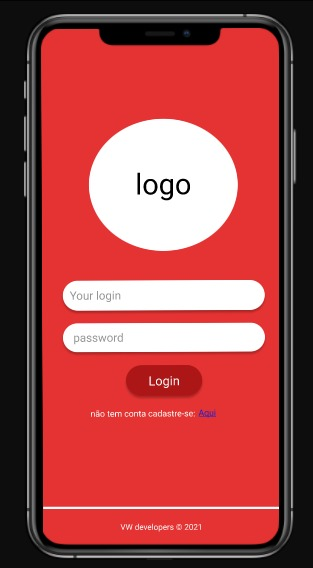 logo
Your login
password
Login
não tem conta cadastre-se: Aqui
VW developers © 2021